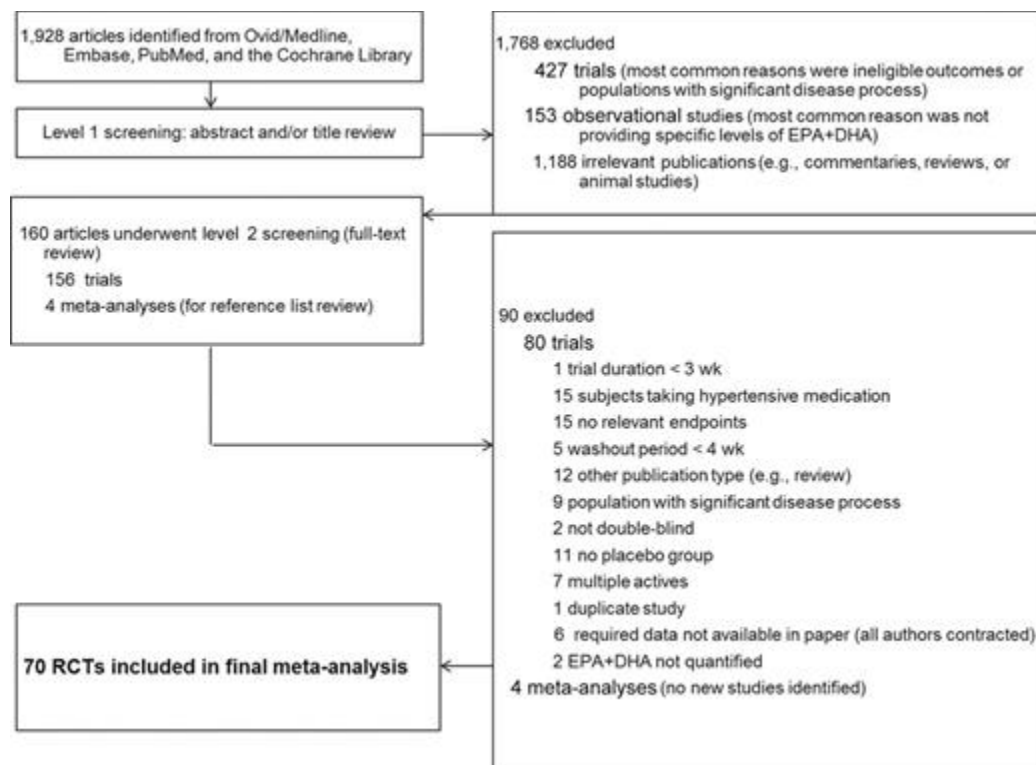 1,928 articles identified from Ovid/Medline,
Embase, PubMed, and the Cochrane Library
Level 1 screening: abstract and/or title review
1,768 excluded
427 trials (most common reasons were ineligible outcomes or
populations with significant disease process)
153 observational studies (most common reason was not
providing specific levels of EPA+DHA)
1,188 irrelevant publications (e.g., commentaries, reviews, or
animal studies)
160 articles underwent level 2 screening (full-text
review)
156 trials
4 meta-analyses (for reference list review)
90 excluded
80 trials
1 trial duration < 3 wk
15 subjects taking hypertensive medication
15 no relevant endpoints
5 washout period < 4 wk
12 other publication type (e.g., review)
9 population with significant disease process
2 not double-blind
11 no placebo group
7 multiple actives
1 duplicate study
6 required data not available in paper (all authors contracted)
2 EPA+DHA not quantified
4 meta-analyses (no new studies identified)
70 RCTs included in final meta-analysis